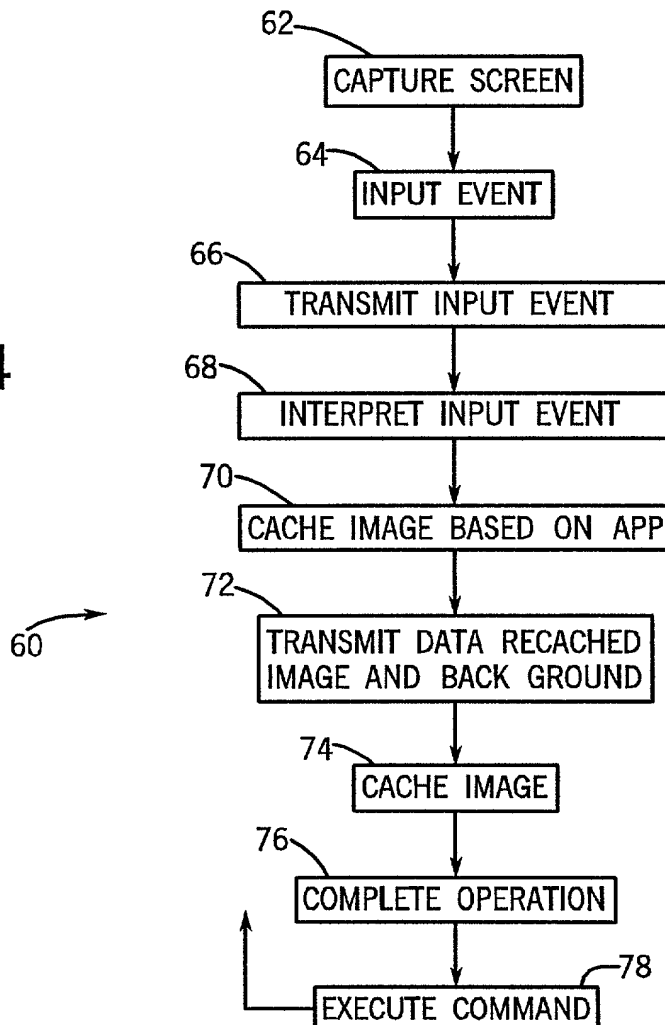 62
CAPTURE SCREEN
64
INPUT EVENT
66
TRANSMIT INPUT EVENT
4
68
INTERPRET INPUT EVENT
70
CACHE IMAGE BASED ON APP
72
60
TRANSMIT DATA RECACHED
IMAGE AND BACK GROUND
74
CACHE IMAGE
76
COMPLETE OPERATION
78
EXECUTE COMMAND